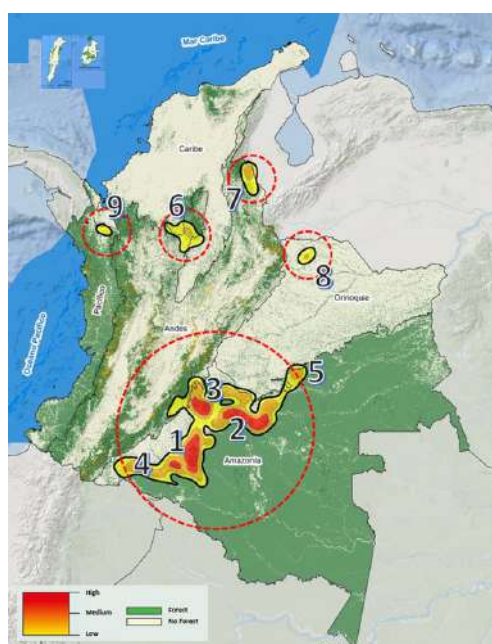 Mar Caribe
Caribe
7
9
6
8
Orinoquia
Pacífico
Océano Pacífico
Andes
5
3
2
1
Amazonía
4
High
Medium
Low
Forest
No Forest